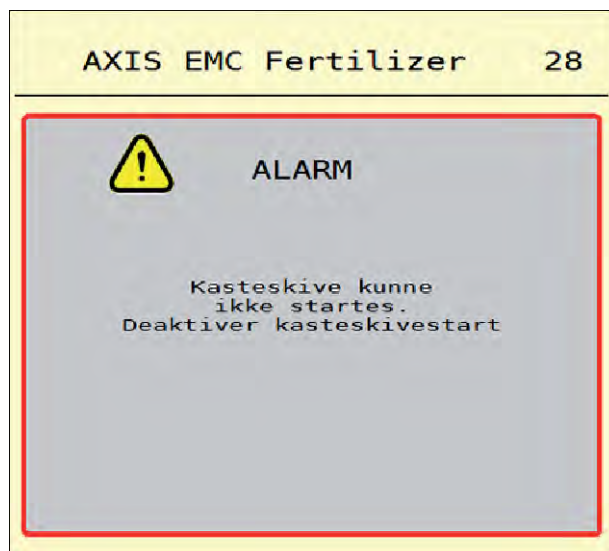 AXIS EMC Fertilizer 28
ALARM
Kasteskive kunne
ikke startes.
Deaktiver kasteskivestart